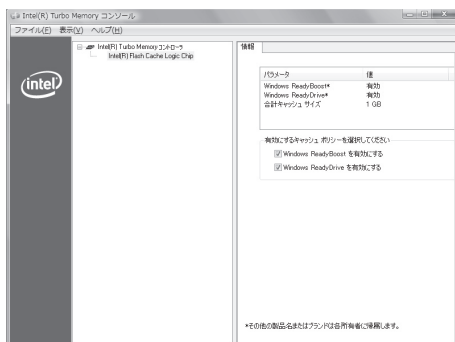 Intel(R) Turbo Memory コンソール
ファイル(F) 表示(V) ヘルプ(H)
Intel(R) Turbo Memory コントローラ
Intel(R) Flash Cache Logic Chip
intel
情報
パラメータ 値
Windows ReadyBoost* 有効
Windows ReadyDrive* 有効
合計キャッシュ サイズ 1 GB
有効にするキャッシュ ポリシーを選択してください
Windows ReadyBoost を有効にする
Windows ReadyDrive を有効にする
*その他の製品名またはブランドは各所有者に帰属します。